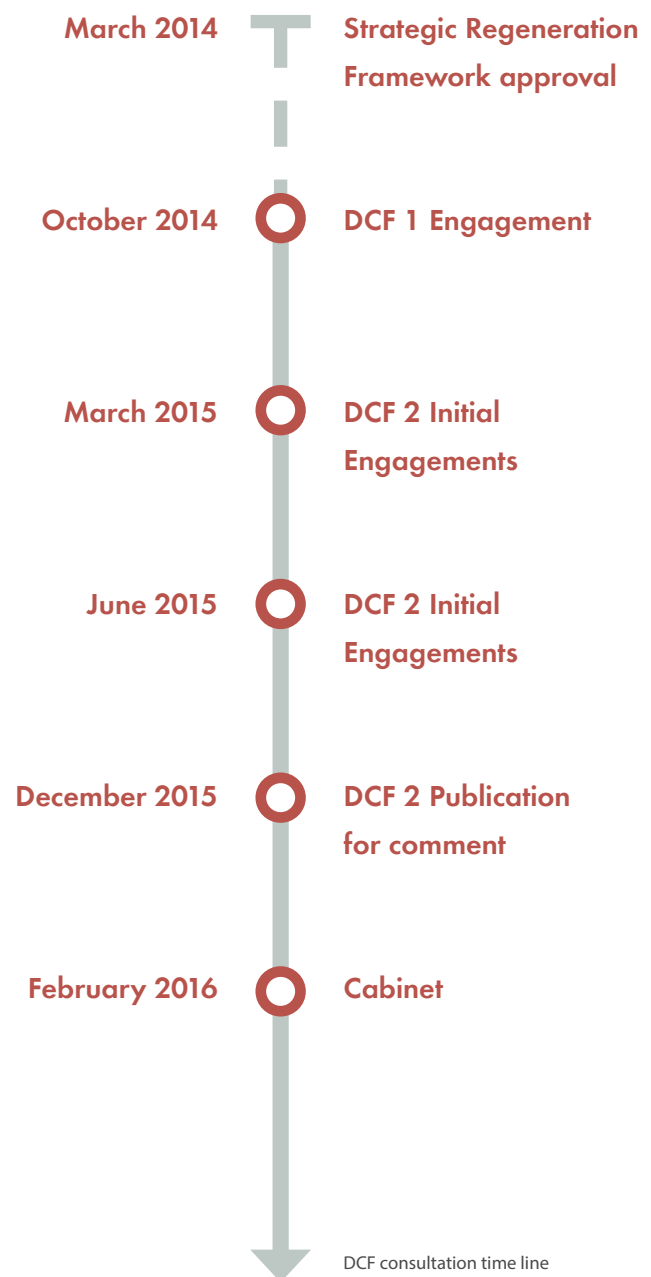 March 2014
Strategic Regeneration
Framework approval
October 2014
DCF 1 Engagement
March 2015
DCF 2 Initial
Engagements
June 2015
DCF 2 Initial
Engagements
December 2015
DCF 2 Publication
for comment
February 2016
Cabinet
DCF consultation time line